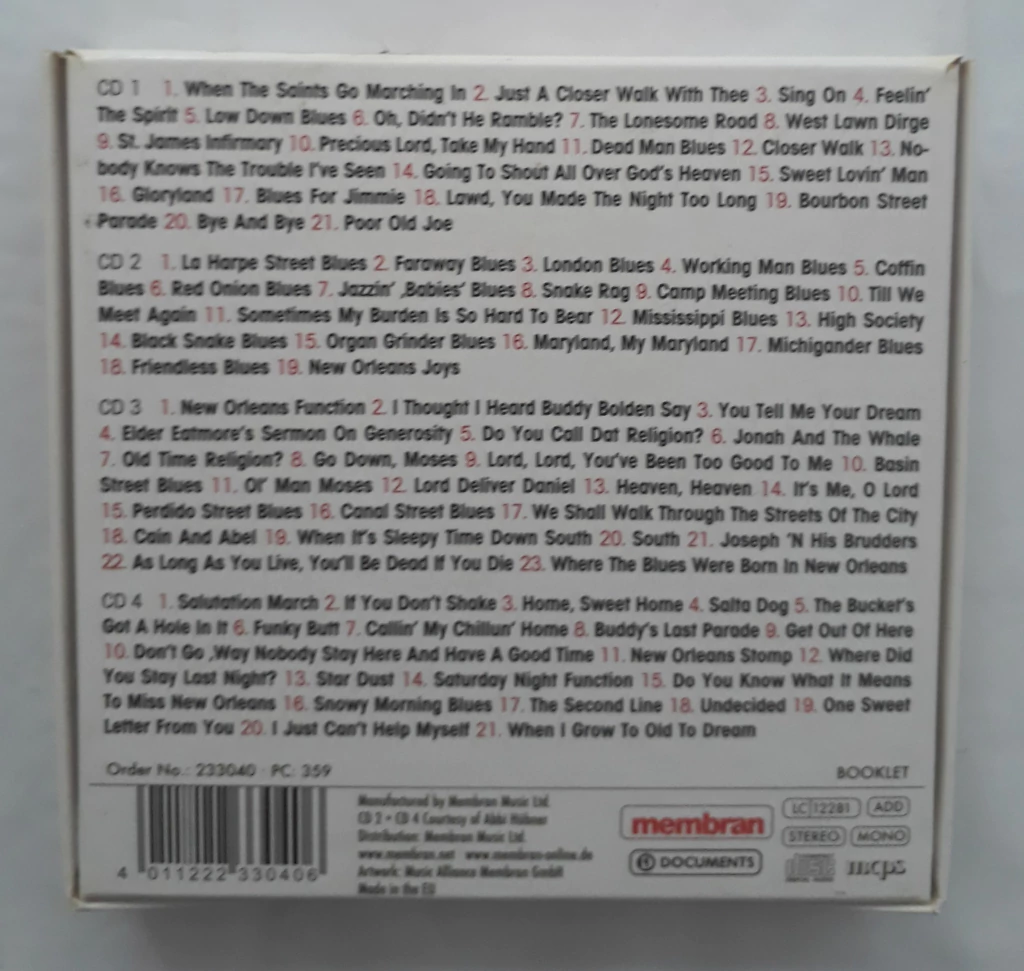 CD 1 1. When The Saints Go Marching In 2. Just A Closer Walk With Thee 3. Sing On 4. Feelin'
The Spirit 5. Low Down Blues 6. Oh, Didn't He Ramble? 7. The Lonesome Road 8. West Lawn Dirge
9. St. James Infirmary 10. Precious Lord, Take My Hand 11. Dead Man Blues 12. Closer Walk 13. No-
body Knows The Trouble I've Seen 14. Going To Shout All Over God's Heaven 15. Sweet Lovin' Man
16. Gloryland 17. Blues For Jimmie 18. Lawd, You Made The Night Too Long 19. Bourbon Street
Parade 20. Bye And Bye 21. Poor Old Joe
CD 2 1. La Harpe Street Blues 2. Faraway Blues 3. London Blues 4. Working Man Blues 5. Coffin
Blues 6. Red Onion Blues 7. Jazzin' ‚Babies' Blues 8. Snake Rag 9. Camp Meeting Blues 10. Till We
Meet Again 11. Sometimes My Burden Is So Hard To Bear 12. Mississippi Blues 13. High Society
14. Black Snake Blues 15. Organ Grinder Blues 16. Maryland, My Maryland 17. Michigander Blues
18. Friendless Blues 19. New Orleans Joys
CD 3 1. New Orleans Function 2. I Thought I Heard Buddy Bolden Say 3. You Tell Me Your Dream
4. Elder Eatmore's Sermon On Generosity 5. Do You Call Dat Religion? 6. Jonah And The Whale
7. Old Time Religion? 8. Go Down, Moses 9. Lord, Lord, You've Been Too Good To Me 10. Basin
Street Blues 11. Ol' Man Moses 12. Lord Deliver Daniel 13. Heaven, Heaven 14. It's Me, O Lord
15. Perdido Street Blues 16. Canal Street Blues 17. We Shall Walk Through The Streets Of The City
18. Cain And Abel 19. When It's Sleepy Time Down South 20. South 21. Joseph 'N His Brudders
22. As Long As You Live, You'll Be Dead If You Die 23. Where The Blues Were Born In New Orleans
CD 4 1. Salutation March 2. If You Don't Shake 3. Home, Sweet Home 4. Salta Dog 5. The Bucket's
Got A Hole In It 6. Funky Butt 7. Callin' My Chillun' Home 8. Buddy's Last Parade 9. Get Out Of Here
10. Don't Go ‚Way Nobody Stay Here And Have A Good Time 11. New Orleans Stomp 12. Where Did
You Stay Last Night? 13. Star Dust 14. Saturday Night Function 15. Do You Know What It Means
To Miss New Orleans 16. Snowy Morning Blues 17. The Second Line 18. Undecided 19. One Sweet
Letter From You 20. I Just Can't Help Myself 21. When I Grow To Old To Dream
Order No.: 233040 · PC: 359
BOOKLET
4 011222 330406
Manufactured by Membran Music Ltd.
CD 2 + CD 4 Courtesy of Abbi Hübner
Distribution: Membran Music Ltd.
www.membran.net www.membran-online.de
Artwork: Music Alliance Membran GmbH
Made in the EU
membran
DOCUMENTS
LC 12281 ADD
STEREO MONO
mcps